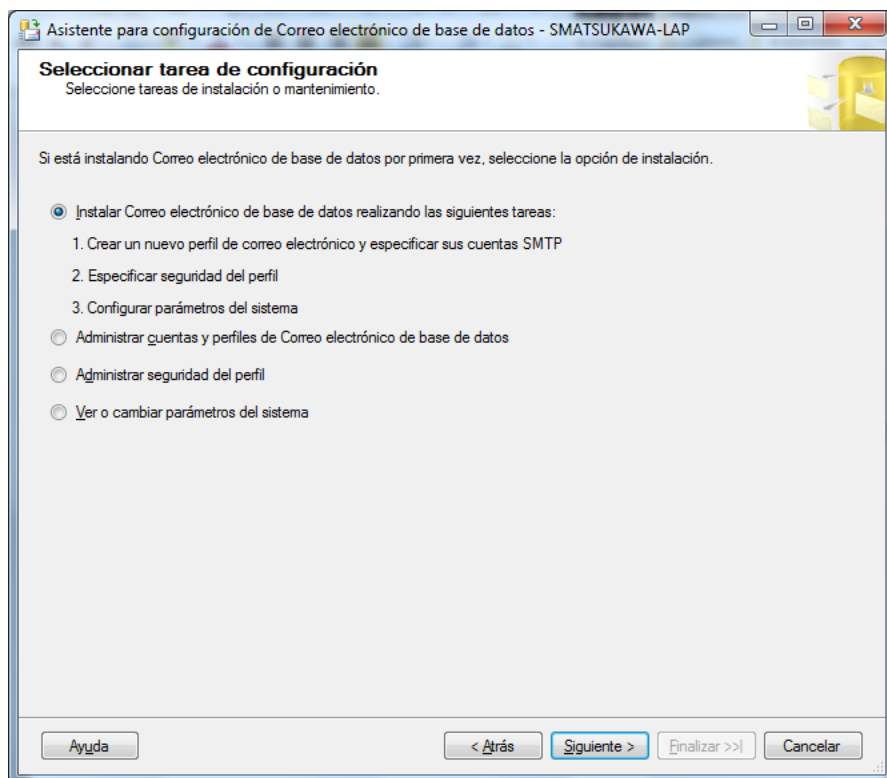 Asistente para configuración de Correo electrónico de base de datos - SMATSUKAWA-LAP
Seleccionar tarea de configuración
Seleccione tareas de instalación o mantenimiento.
Si está instalando Correo electrónico de base de datos por primera vez, seleccione la opción de instalación.
Instalar Correo electrónico de base de datos realizando las siguientes tareas:
1. Crear un nuevo perfil de correo electrónico y especificar sus cuentas SMTP
2. Especificar seguridad del perfil
3. Configurar parámetros del sistema
Administrar cuentas y perfiles de Correo electrónico de base de datos
Administrar seguridad del perfil
Ver o cambiar parámetros del sistema
Ayuda < Atrás Siguiente > Finalizar >>| Cancelar